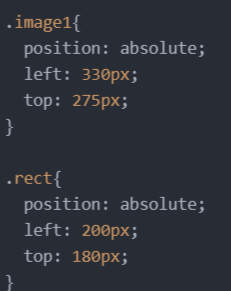 .image1{
  position: absolute;
  left: 330px;
  top: 275px;
}

.rect{
  position: absolute;
  left: 200px;
  top: 180px;
}